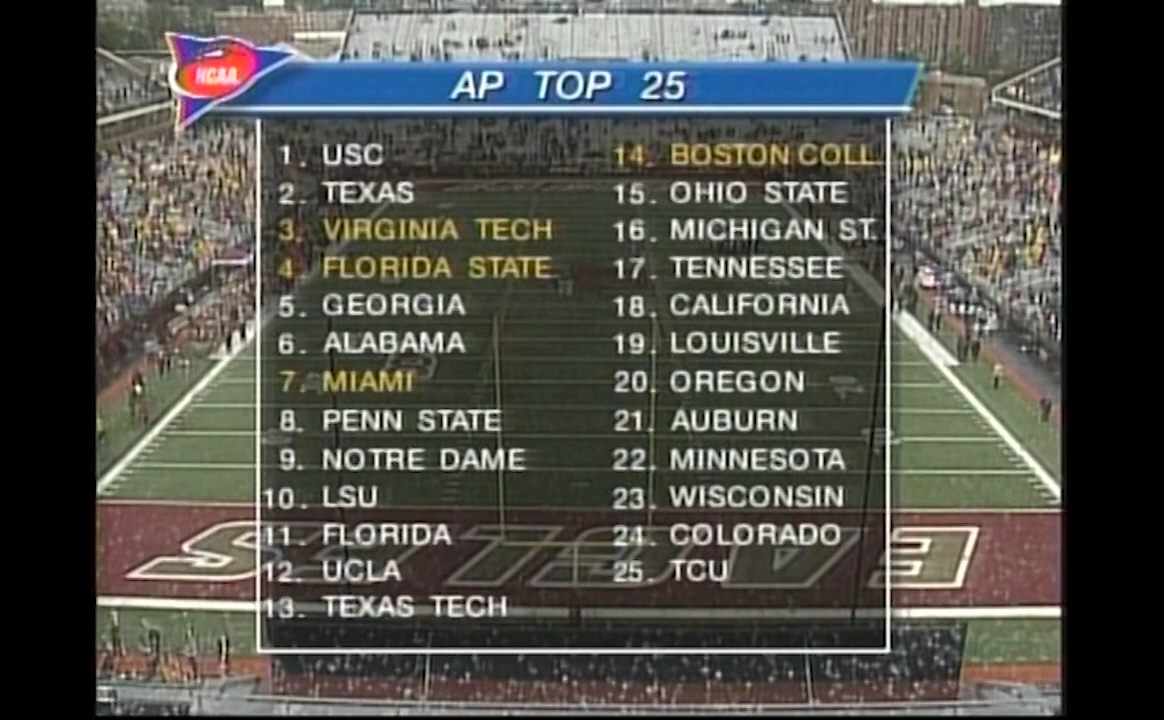 NCAA
AP TOP 25
1. USC
2. TEXAS
3. VIRGINIA TECH
4. FLORIDA STATE
5. GEORGIA
6. ALABAMA
7. MIAMI
8. PENN STATE
9. NOTRE DAME
10. LSU
11. FLORIDA
12. UCLA
13. TEXAS TECH
14. BOSTON COLL.
15. OHIO STATE
16. MICHIGAN ST.
17. TENNESSEE
18. CALIFORNIA
19. LOUISVILLE
20. OREGON
21. AUBURN
22. MINNESOTA
23. WISCONSIN
24. COLORADO
25. TCU
EAGLES